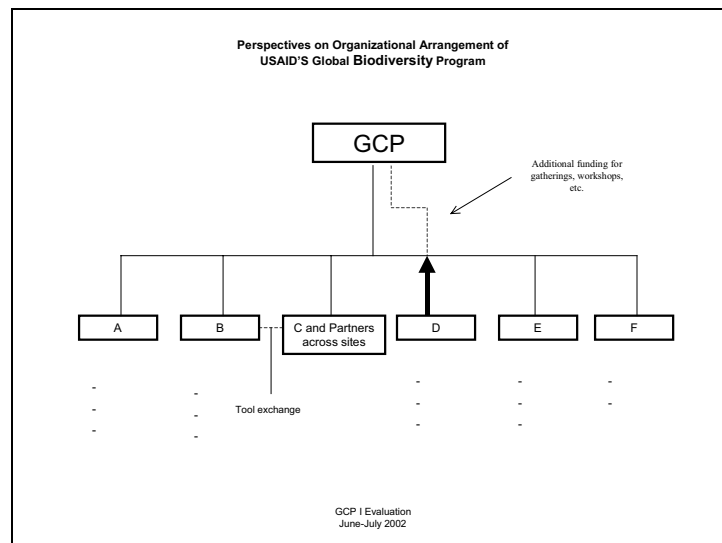 Perspectives on Organizational Arrangement of
USAID'S Global Biodiversity Program
GCP
Additional funding for
gatherings, workshops,
etc.
A
B
C and Partners
across sites
D
E
F
-
-
-
-
-
-
-
-
-
-
-
-
-
-
Tool exchange
GCP I Evaluation
June-July 2002